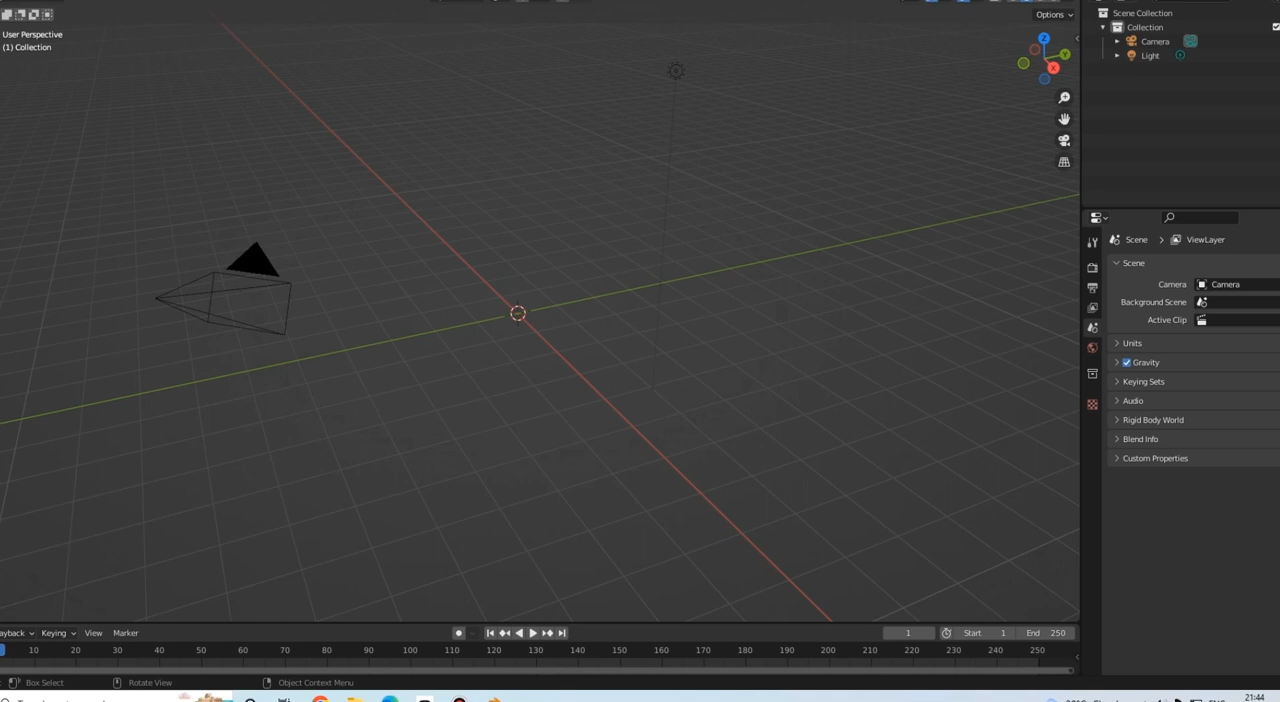 Options
User Perspective
(1) Collection
Z
Y
X
Scene Collection
Collection
Camera
Light
Scene > ViewLayer
Scene
Camera Camera
Background Scene
Active Clip
Units
Gravity
Keying Sets
Audio
Rigid Body World
Blend Info
Custom Properties
ayback Keying View Marker
1 Start 1 End 250
10 20 30 40 50 60 70 80 90 100 110 120 130 140 150 160 170 180 190 200 210 220 230 240 250
Box Select Rotate View Object Context Menu
21:44